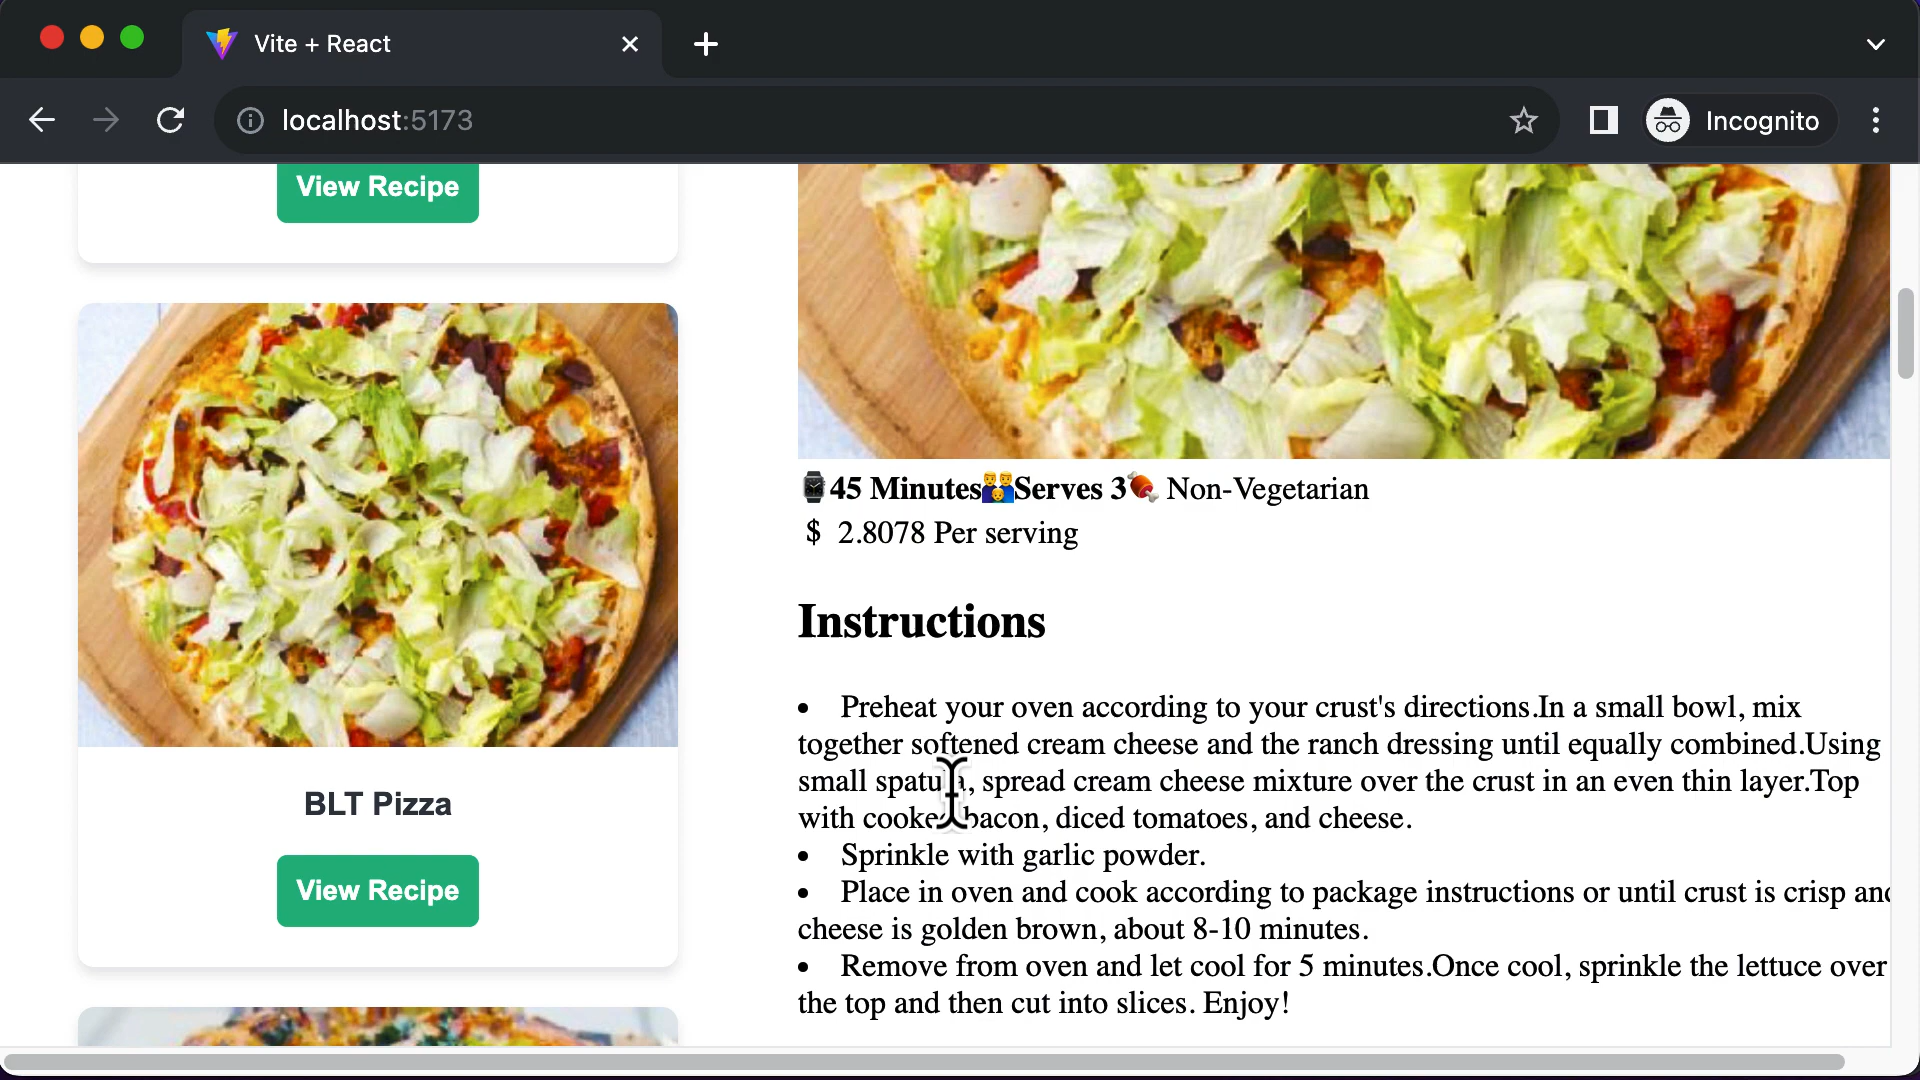 Vite + React
localhost:5173
Incognito
View Recipe
BLT Pizza
View Recipe
45 Minutes Serves 3 Non-Vegetarian
$ 2.8078 Per serving
Instructions
• Preheat your oven according to your crust's directions.In a small bowl, mix
together softened cream cheese and the ranch dressing until equally combined.Using
small spatula, spread cream cheese mixture over the crust in an even thin layer.Top
with cooked bacon, diced tomatoes, and cheese.
• Sprinkle with garlic powder.
• Place in oven and cook according to package instructions or until crust is crisp and
cheese is golden brown, about 8-10 minutes.
• Remove from oven and let cool for 5 minutes.Once cool, sprinkle the lettuce over
the top and then cut into slices. Enjoy!